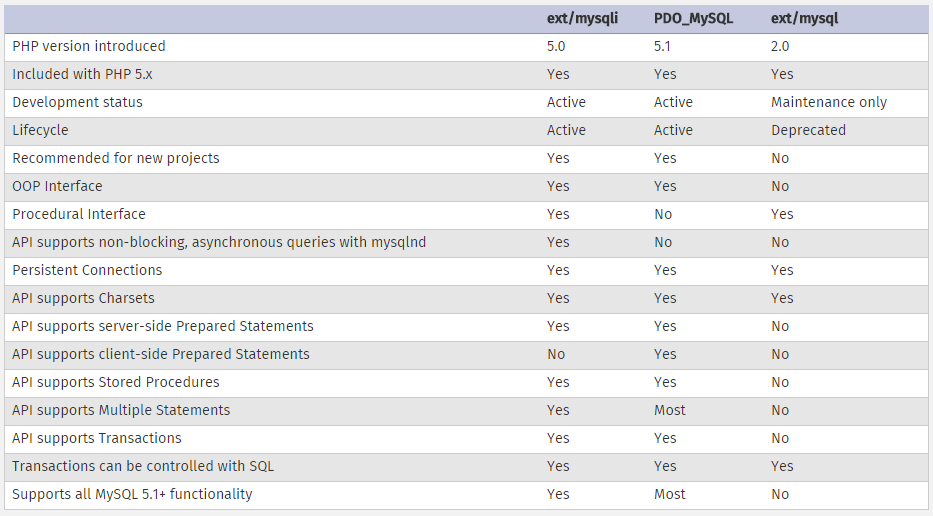 ext/mysqli PDO_MySQL ext/mysql
PHP version introduced 5.0 5.1 2.0
Included with PHP 5.x Yes Yes Yes
Development status Active Active Maintenance only
Lifecycle Active Active Deprecated
Recommended for new projects Yes Yes No
OOP Interface Yes Yes No
Procedural Interface Yes No Yes
API supports non-blocking, asynchronous queries with mysqlnd Yes No No
Persistent Connections Yes Yes Yes
API supports Charsets Yes Yes Yes
API supports server-side Prepared Statements Yes Yes No
API supports client-side Prepared Statements No Yes No
API supports Stored Procedures Yes Yes No
API supports Multiple Statements Yes Most No
API supports Transactions Yes Yes No
Transactions can be controlled with SQL Yes Yes Yes
Supports all MySQL 5.1+ functionality Yes Most No